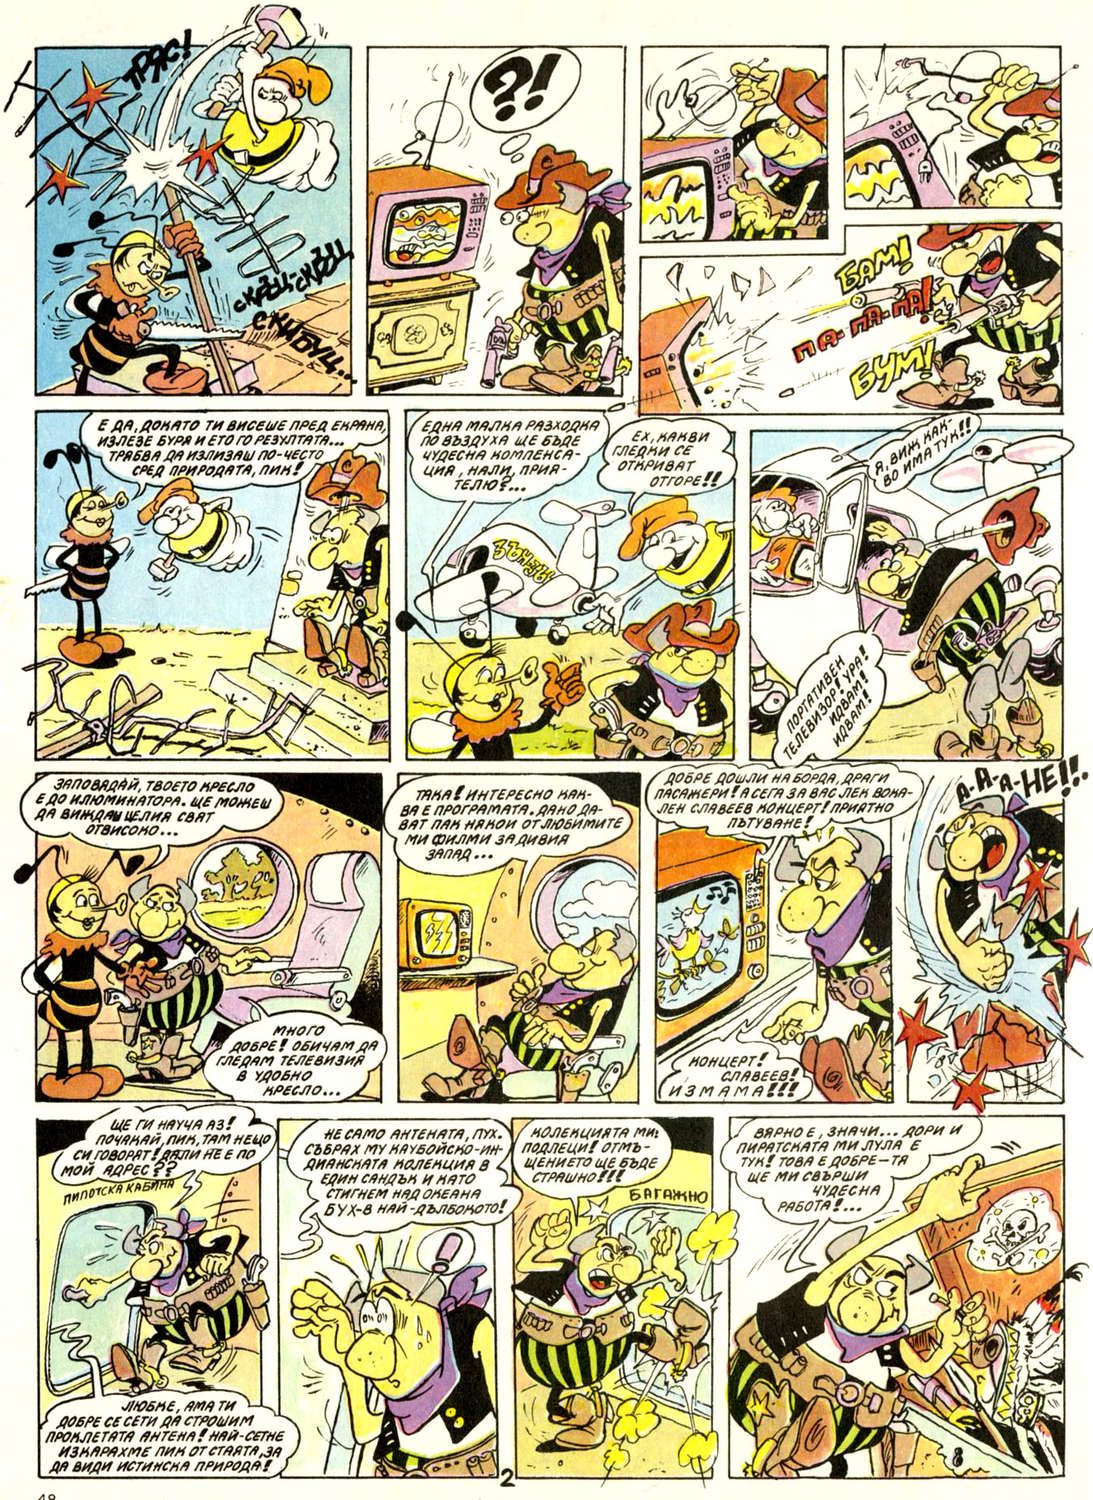 ТРЯС!
СКРЪЦ-СКРЪЦ
СКЪБУЦ...
?!
БАМ!
ПА-ПА-ПА!
БУМ!
Е ДА, ДОКАТО ТИ ВИСЕШЕ ПРЕД ЕКРАНА,
ИЗЛЕЗЕ БУРЯ И ЕТО ГО РЕЗУЛТАТА...
ТРЯБВА ДА ИЗЛИЗАШ ПО-ЧЕСТО
СРЕД ПРИРОДАТА, ПИК!
ЕДНА МАЛКА РАЗХОДКА
ПО ВЪЗДУХА ЩЕ БЪДЕ
ЧУДЕСНА КОМПЕНСА-
ЦИЯ, НАЛИ, ПРИЯ-
ТЕЛЮ?...
ЕХ, КАКВИ
ГЛЕДКИ СЕ
ОТКРИВАТ
ОТГОРЕ!!
Я, ВИЖ КАК-
ВО ИМА ТУК!!
ПОРТАТИВЕН
ТЕЛЕВИЗОР! УРА!
ИДВАМ!
ИДВАМ!
ЗАПОВЯДАЙ, ТВОЕТО КРЕСЛО
Е ДО ИЛЮМИНАТОРА. ЩЕ МОЖЕШ
ДА ВИЖДАШ ЦЕЛИЯ СВЯТ
ОТВИСОКО...
МНОГО
ДОБРЕ! ОБИЧАМ ДА
ГЛЕДАМ ТЕЛЕВИЗИЯ
В УДОБНО
КРЕСЛО...
ТАКА! ИНТЕРЕСНО КАК-
ВА Е ПРОГРАМАТА. ДАНО ДА-
ВАТ ПАК НЯКОИ ОТ ЛЮБИМИТЕ
МИ ФИЛМИ ЗА ДИВИЯ
ЗАПАД...
ДОБРЕ ДОШЛИ НА БОРДА, ДРАГИ
ПАСАЖЕРИ! А СЕГА ЗА ВАС ЛЕК ВОКА-
ЛЕН СЛАВЕЕВ КОНЦЕРТ! ПРИЯТНО
ПЪТУВАНЕ!
КОНЦЕРТ!
СЛАВЕЕВ!
ИЗМАМА!!!
А-А-А-НЕ!!.
ЩЕ ГИ НАУЧА АЗ!
ПОЧАКАЙ, ПИК, ТАМ НЕЩО
СИ ГОВОРЯТ! ДАЛИ НЕ Е ПО
МОЙ АДРЕС??
ПИЛОТСКА КАБИНА
ЛЮБКЕ, АМА ТИ
ДОБРЕ СЕ СЕТИ ДА СТРОШИМ
ПРОКЛЕТАТА АНТЕНА! НАЙ-СЕТНЕ
ИЗКАРАХМЕ ПИК ОТ СТАЯТА, ЗА
ДА ВИДИ ИСТИНСКА ПРИРОДА!
НЕ САМО АНТЕНАТА, ПУХ.
СЪБРАХ МУ КАУБОЙСКО-ИН-
ДИАНСКАТА КОЛЕКЦИЯ В
ЕДИН САНДЪК И КАТО
СТИГНЕМ НАД ОКЕАНА
БУХ-В НАЙ-ДЪЛБОКОТО!
КОЛЕКЦИЯТА МИ!
ПОДЛЕЦИ! ОТМЪ-
ЩЕНИЕТО ЩЕ БЪДЕ
СТРАШНО!!!
БАГАЖНО
ВЯРНО Е, ЗНАЧИ... ДОРИ И
ПИРАТСКАТА МИ ЛУЛА Е
ТУК! ТОВА Е ДОБРЕ-ТЯ
ЩЕ МИ СВЪРШИ
ЧУДЕСНА
РАБОТА!...
2
48